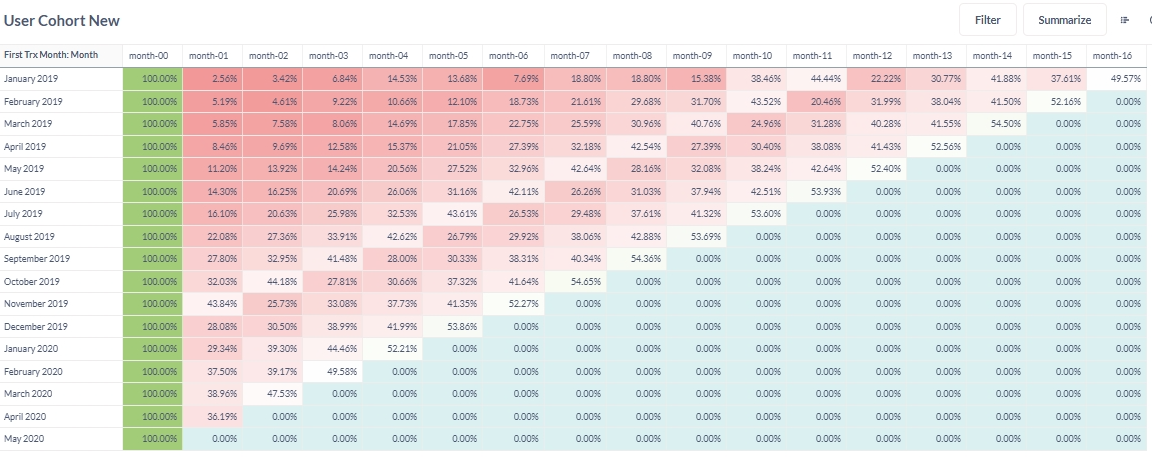 User Cohort New
Filter Summarize
First Trx Month: Month month-00 month-01 month-02 month-03 month-04 month-05 month-06 month-07 month-08 month-09 month-10 month-11 month-12 month-13 month-14 month-15 month-16
January 2019 100.00% 2.56% 3.42% 6.84% 14.53% 13.68% 7.69% 18.80% 18.80% 15.38% 38.46% 44.44% 22.22% 30.77% 41.88% 37.61% 49.57%
February 2019 100.00% 5.19% 4.61% 9.22% 10.66% 12.10% 18.73% 21.61% 29.68% 31.70% 43.52% 20.46% 31.99% 38.04% 41.50% 52.16% 0.00%
March 2019 100.00% 5.85% 7.58% 8.06% 14.69% 17.85% 22.75% 25.59% 30.96% 40.76% 24.96% 31.28% 40.28% 41.55% 54.50% 0.00% 0.00%
April 2019 100.00% 8.46% 9.69% 12.58% 15.37% 21.05% 27.39% 32.18% 42.54% 27.39% 30.40% 38.08% 41.43% 52.56% 0.00% 0.00% 0.00%
May 2019 100.00% 11.20% 13.92% 14.24% 20.56% 27.52% 32.96% 42.64% 28.16% 32.08% 38.24% 42.64% 52.40% 0.00% 0.00% 0.00% 0.00%
June 2019 100.00% 14.30% 16.25% 20.69% 26.06% 31.16% 42.11% 26.26% 31.03% 37.94% 42.51% 53.93% 0.00% 0.00% 0.00% 0.00% 0.00%
July 2019 100.00% 16.10% 20.63% 25.98% 32.53% 43.61% 26.53% 29.48% 37.61% 41.32% 53.60% 0.00% 0.00% 0.00% 0.00% 0.00% 0.00%
August 2019 100.00% 22.08% 27.36% 33.91% 42.62% 26.79% 29.92% 38.06% 42.88% 53.69% 0.00% 0.00% 0.00% 0.00% 0.00% 0.00% 0.00%
September 2019 100.00% 27.80% 32.95% 41.48% 28.00% 30.33% 38.31% 40.34% 54.36% 0.00% 0.00% 0.00% 0.00% 0.00% 0.00% 0.00% 0.00%
October 2019 100.00% 32.03% 44.18% 27.81% 30.66% 37.32% 41.64% 54.65% 0.00% 0.00% 0.00% 0.00% 0.00% 0.00% 0.00% 0.00% 0.00%
November 2019 100.00% 43.84% 25.73% 33.08% 37.73% 41.35% 52.27% 0.00% 0.00% 0.00% 0.00% 0.00% 0.00% 0.00% 0.00% 0.00% 0.00%
December 2019 100.00% 28.08% 30.50% 38.99% 41.99% 53.86% 0.00% 0.00% 0.00% 0.00% 0.00% 0.00% 0.00% 0.00% 0.00% 0.00% 0.00%
January 2020 100.00% 29.34% 39.30% 44.46% 52.21% 0.00% 0.00% 0.00% 0.00% 0.00% 0.00% 0.00% 0.00% 0.00% 0.00% 0.00% 0.00%
February 2020 100.00% 37.50% 39.17% 49.58% 0.00% 0.00% 0.00% 0.00% 0.00% 0.00% 0.00% 0.00% 0.00% 0.00% 0.00% 0.00% 0.00%
March 2020 100.00% 38.96% 47.53% 0.00% 0.00% 0.00% 0.00% 0.00% 0.00% 0.00% 0.00% 0.00% 0.00% 0.00% 0.00% 0.00% 0.00%
April 2020 100.00% 36.19% 0.00% 0.00% 0.00% 0.00% 0.00% 0.00% 0.00% 0.00% 0.00% 0.00% 0.00% 0.00% 0.00% 0.00% 0.00%
May 2020 100.00% 0.00% 0.00% 0.00% 0.00% 0.00% 0.00% 0.00% 0.00% 0.00% 0.00% 0.00% 0.00% 0.00% 0.00% 0.00% 0.00%